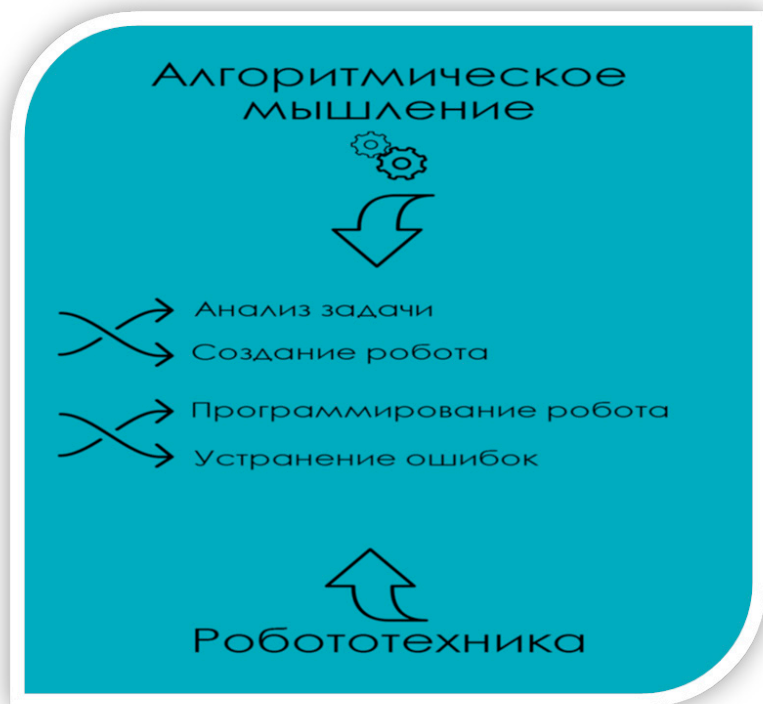 Алгоритмическое
мышление
Анализ задачи
Создание робота
Программирование робота
Устранение ошибок
Робототехника